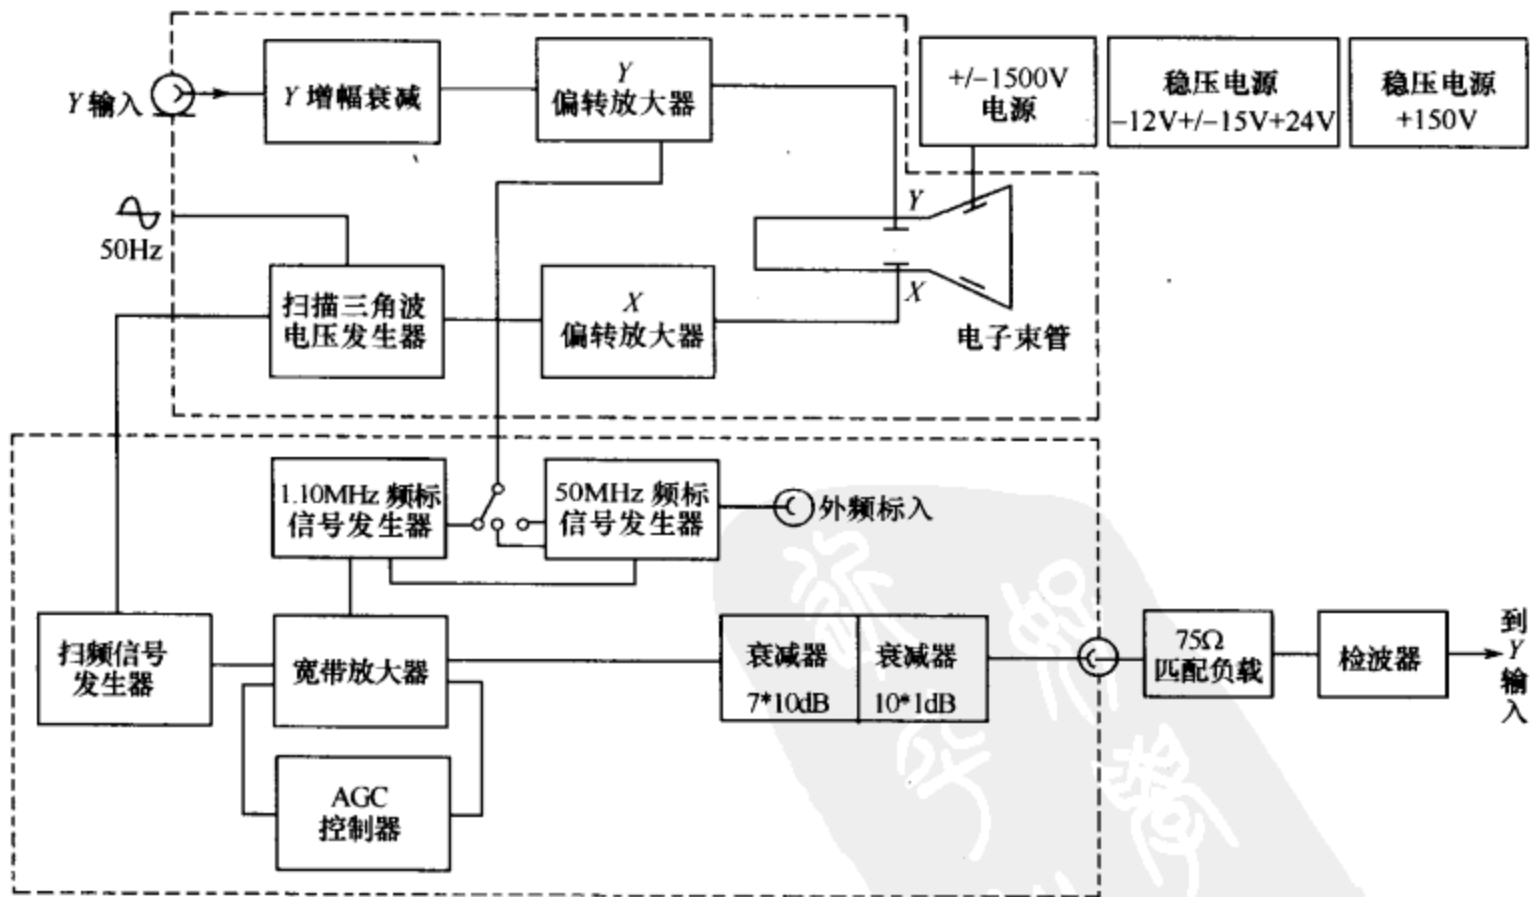 Y 输入
Y 增幅衰减
Y
偏转放大器
+/−1500V
电源
稳压电源
−12V+/−15V+24V
稳压电源
+150V
50Hz
扫描三角波
电压发生器
X
偏转放大器
Y
X
电子束管
1.10MHz 频标
信号发生器
50MHz 频标
信号发生器
外频标入
扫频信号
发生器
宽带放大器
AGC
控制器
衰减器
7*10dB
衰减器
10*1dB
75Ω
匹配负载
检波器
到
Y
输
入